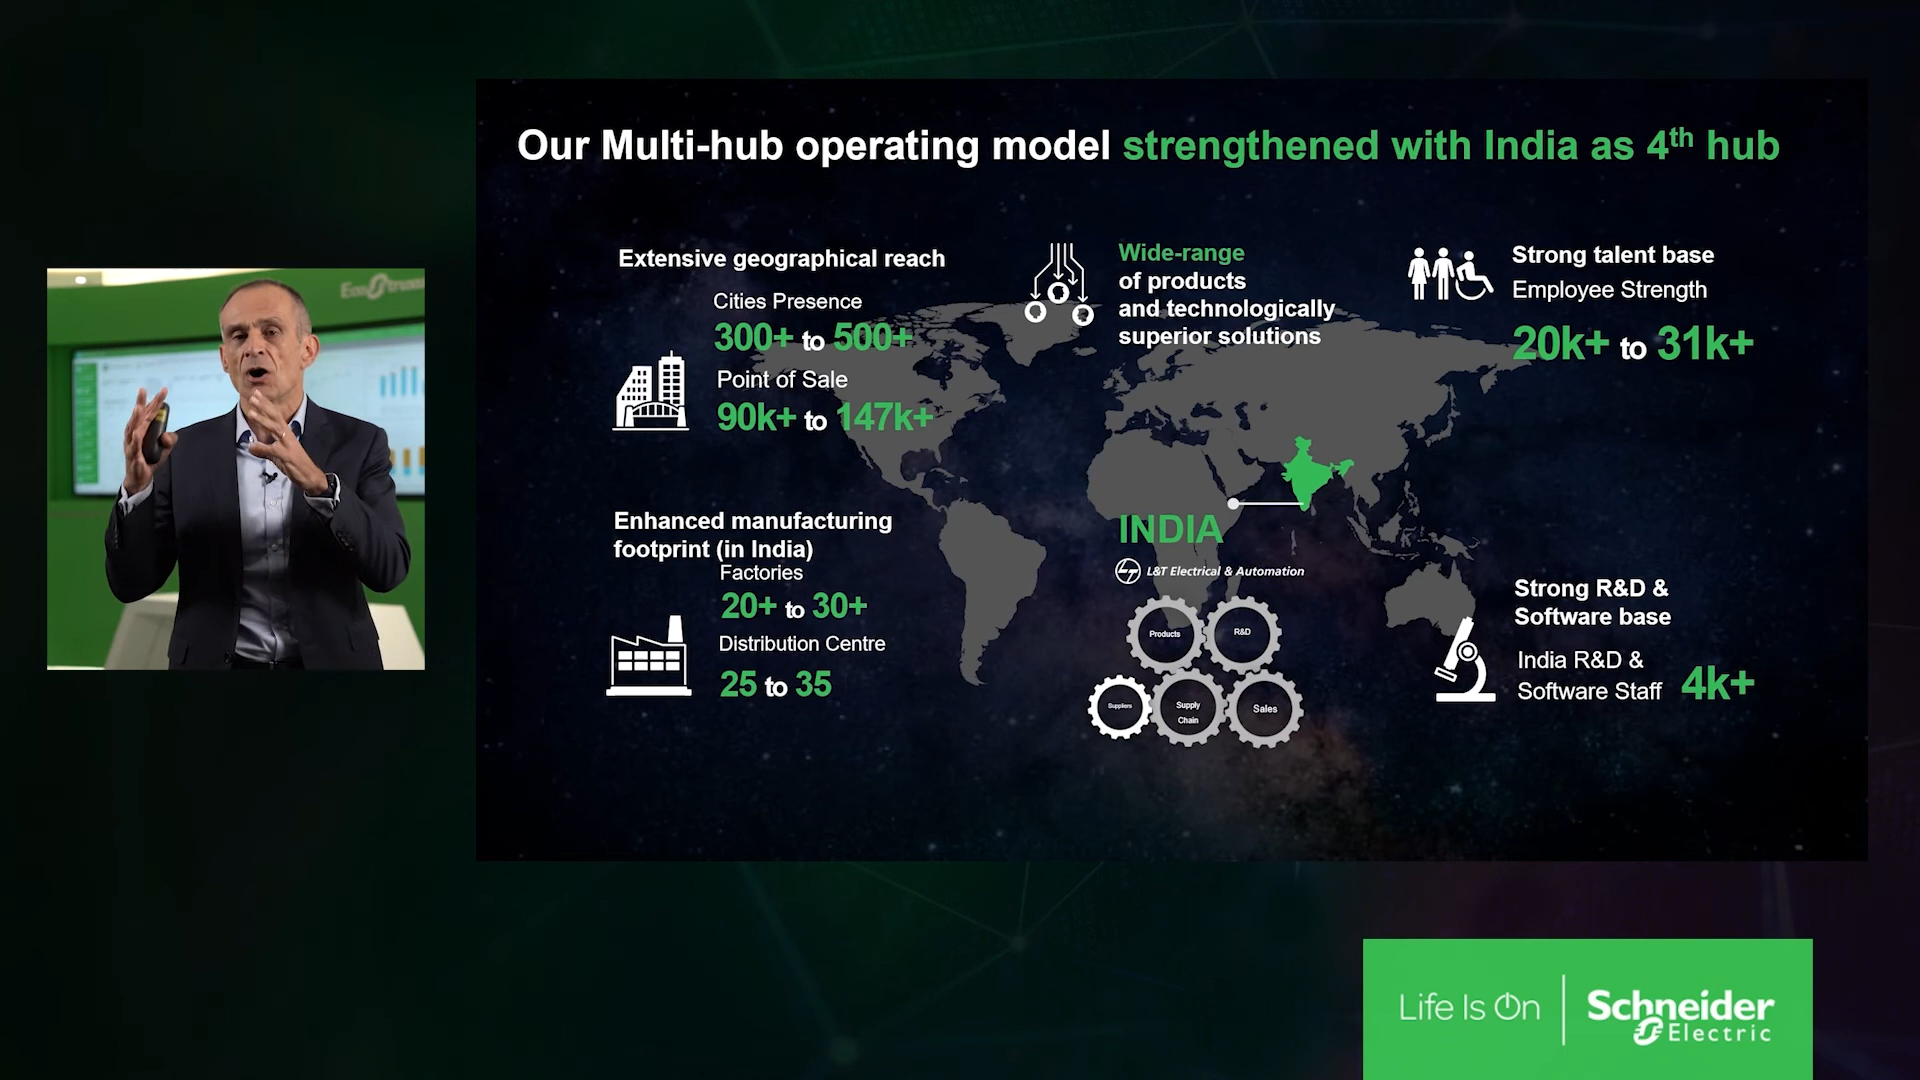 Our Multi-hub operating model strengthened with India as 4th hub
Extensive geographical reach
Cities Presence
300+ to 500+
Point of Sale
90k+ to 147k+
Wide-range
of products
and technologically
superior solutions
Strong talent base
Employee Strength
20k+ to 31k+
Enhanced manufacturing
footprint (in India)
Factories
20+ to 30+
Distribution Centre
25 to 35
INDIA
L&T Electrical & Automation
Products
R&D
Suppliers
Supply
Chain
Sales
Strong R&D &
Software base
India R&D &
Software Staff 4k+
Life Is On
Schneider
Electric